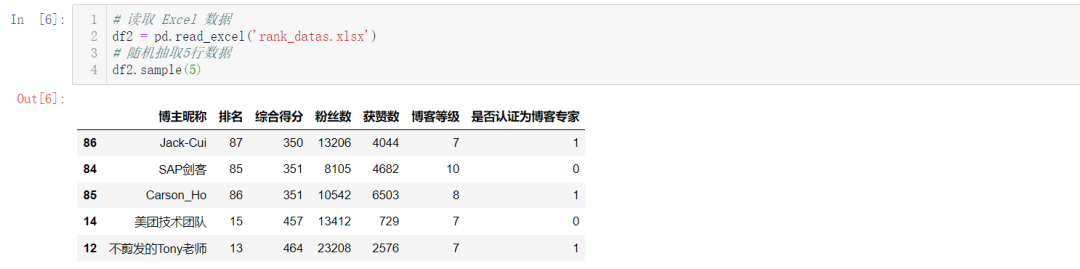 In [6]:
1 # 读取 Excel 数据
2 df2 = pd.read_excel('rank_datas.xlsx')
3 # 随机抽取5行数据
4 df2.sample(5)
Out[6]:
博主昵称 排名 综合得分 粉丝数 获赞数 博客等级 是否认证为博客专家
86 Jack-Cui 87 350 13206 4044 7 1
84 SAP剑客 85 351 8105 4682 10 0
85 Carson_Ho 86 351 10542 6503 8 1
14 美团技术团队 15 457 13412 729 7 0
12 不剪发的Tony老师 13 464 23208 2576 7 1